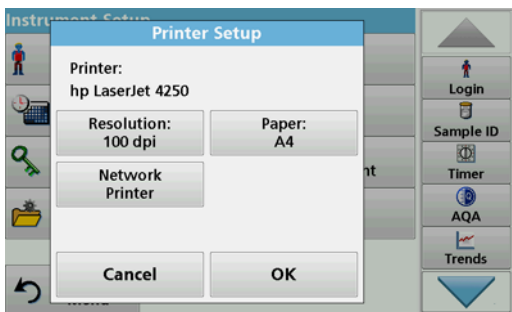 Printer Setup
Printer:
hp LaserJet 4250
Resolution:
100 dpi
Paper:
A4
Network
Printer
Cancel
OK
Login
Sample ID
Timer
AQA
Trends